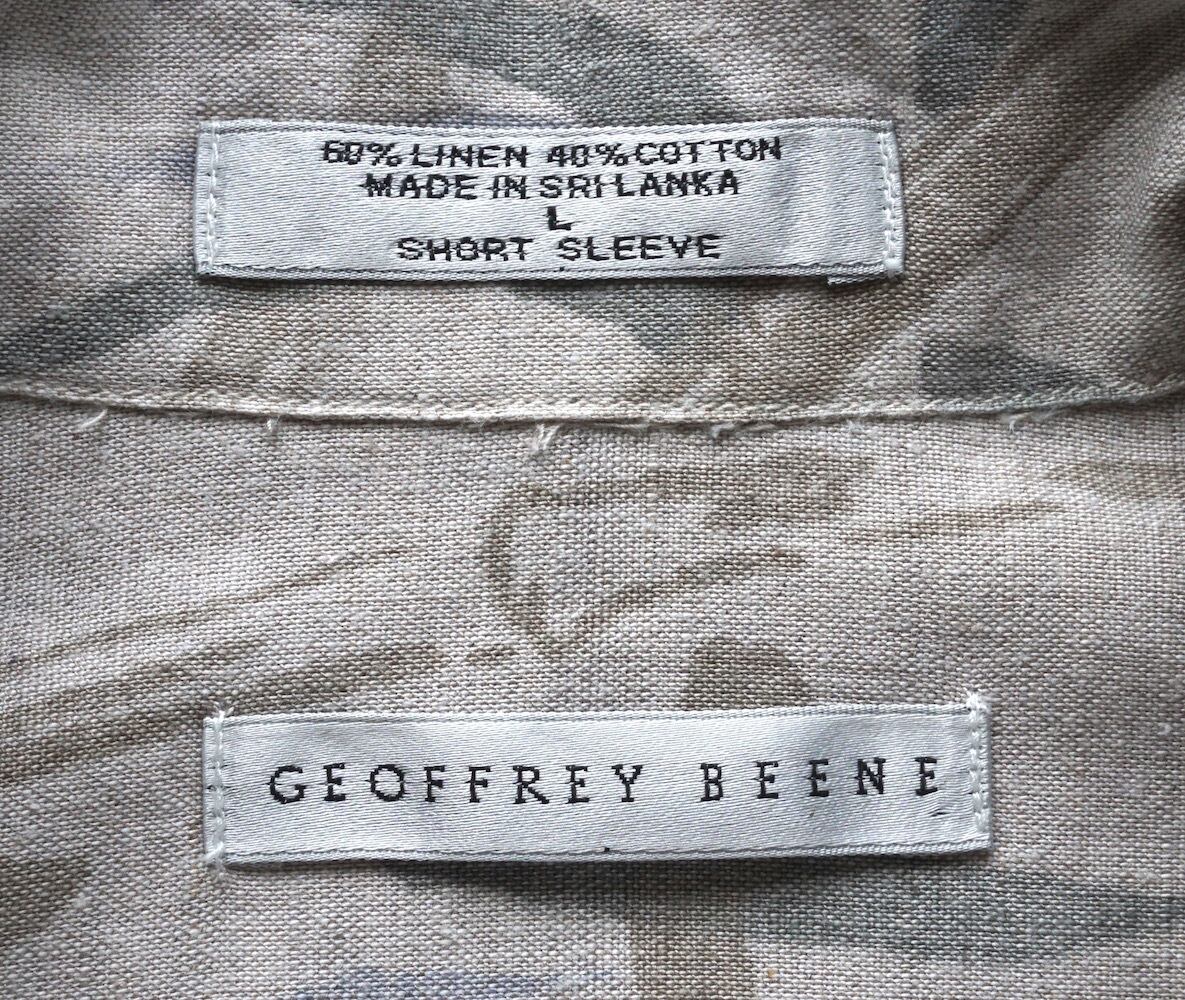 60% LINEN 40% COTTON
MADE IN SRI LANKA
L
SHORT SLEEVE
GEOFFREY BEENE